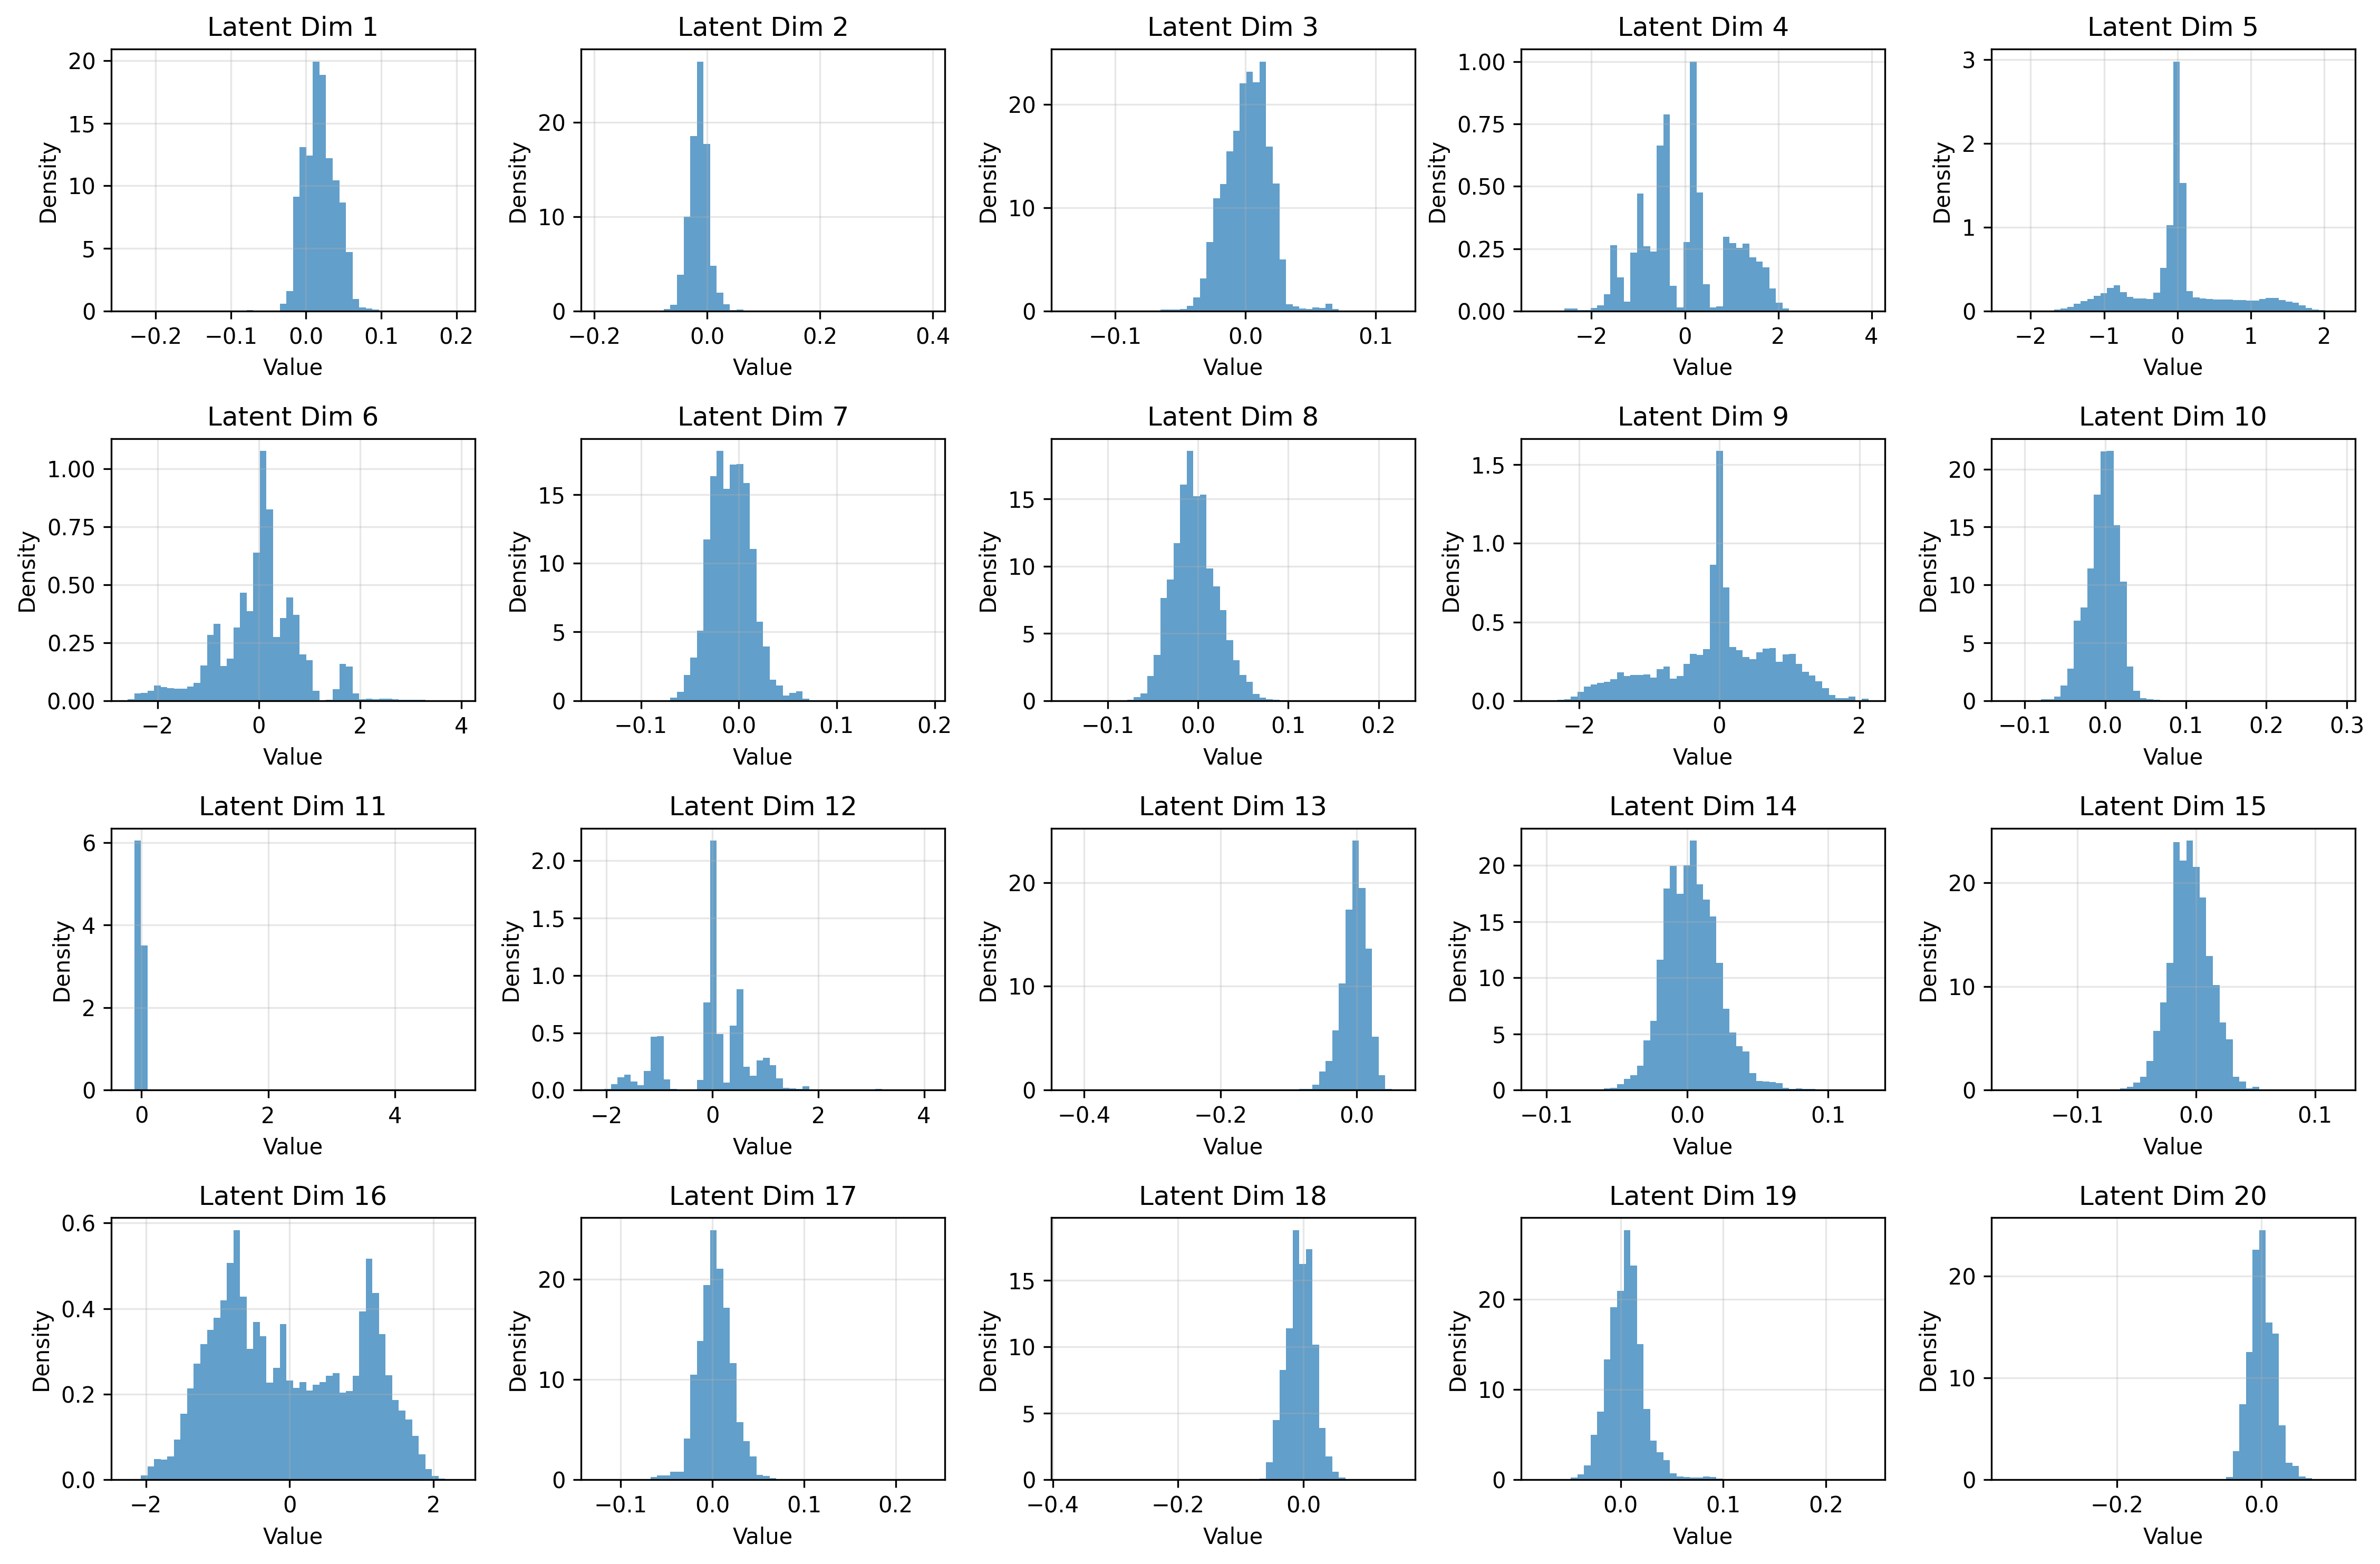 Latent Dim 1
Density
20
15
10
5
0
−0.2 −0.1 0.0 0.1 0.2
Value
Latent Dim 2
Density
20
10
0
−0.2 0.0 0.2 0.4
Value
Latent Dim 3
Density
20
10
0
−0.1 0.0 0.1
Value
Latent Dim 4
Density
1.00
0.75
0.50
0.25
0.00
−2 0 2 4
Value
Latent Dim 5
Density
3
2
1
0
−2 −1 0 1 2
Value
Latent Dim 6
Density
1.00
0.75
0.50
0.25
0.00
−2 0 2 4
Value
Latent Dim 7
Density
15
10
5
0
−0.1 0.0 0.1 0.2
Value
Latent Dim 8
Density
15
10
5
0
−0.1 0.0 0.1 0.2
Value
Latent Dim 9
Density
1.5
1.0
0.5
0.0
−2 0 2
Value
Latent Dim 10
Density
20
15
10
5
0
−0.1 0.0 0.1 0.2 0.3
Value
Latent Dim 11
Density
6
4
2
0
0 2 4
Value
Latent Dim 12
Density
2.0
1.5
1.0
0.5
0.0
−2 0 2 4
Value
Latent Dim 13
Density
20
10
0
−0.4 −0.2 0.0
Value
Latent Dim 14
Density
20
15
10
5
0
−0.1 0.0 0.1
Value
Latent Dim 15
Density
20
10
0
−0.1 0.0 0.1
Value
Latent Dim 16
Density
0.6
0.4
0.2
0.0
−2 0 2
Value
Latent Dim 17
Density
20
10
0
−0.1 0.0 0.1 0.2
Value
Latent Dim 18
Density
15
10
5
0
−0.4 −0.2 0.0
Value
Latent Dim 19
Density
20
10
0
0.0 0.1 0.2
Value
Latent Dim 20
Density
20
10
0
−0.2 0.0
Value